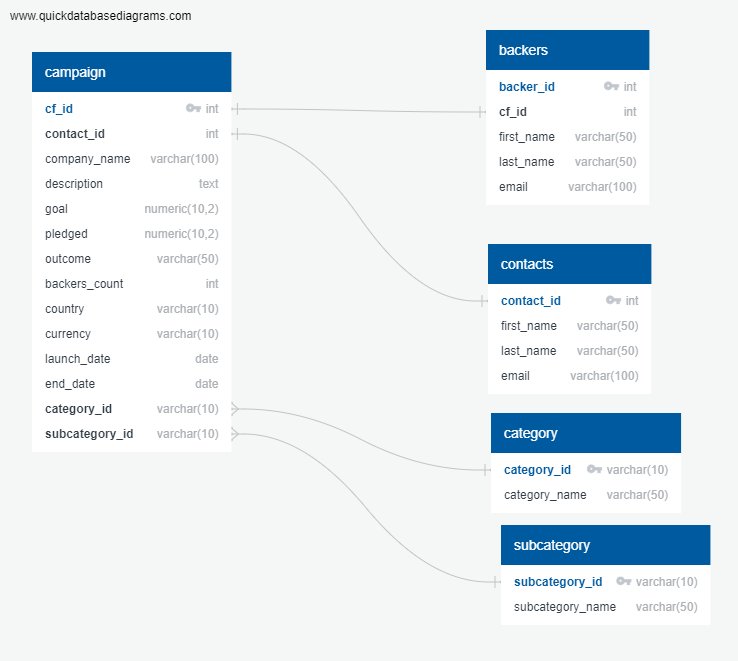 www.quickdatabasediagrams.com
campaign
cf_id int
contact_id int
company_name varchar(100)
description text
goal numeric(10,2)
pledged numeric(10,2)
outcome varchar(50)
backers_count int
country varchar(10)
currency varchar(10)
launch_date date
end_date date
category_id varchar(10)
subcategory_id varchar(10)
backers
backer_id int
cf_id int
first_name varchar(50)
last_name varchar(50)
email varchar(100)
contacts
contact_id int
first_name varchar(50)
last_name varchar(50)
email varchar(100)
category
category_id varchar(10)
category_name varchar(50)
subcategory
subcategory_id varchar(10)
subcategory_name varchar(50)